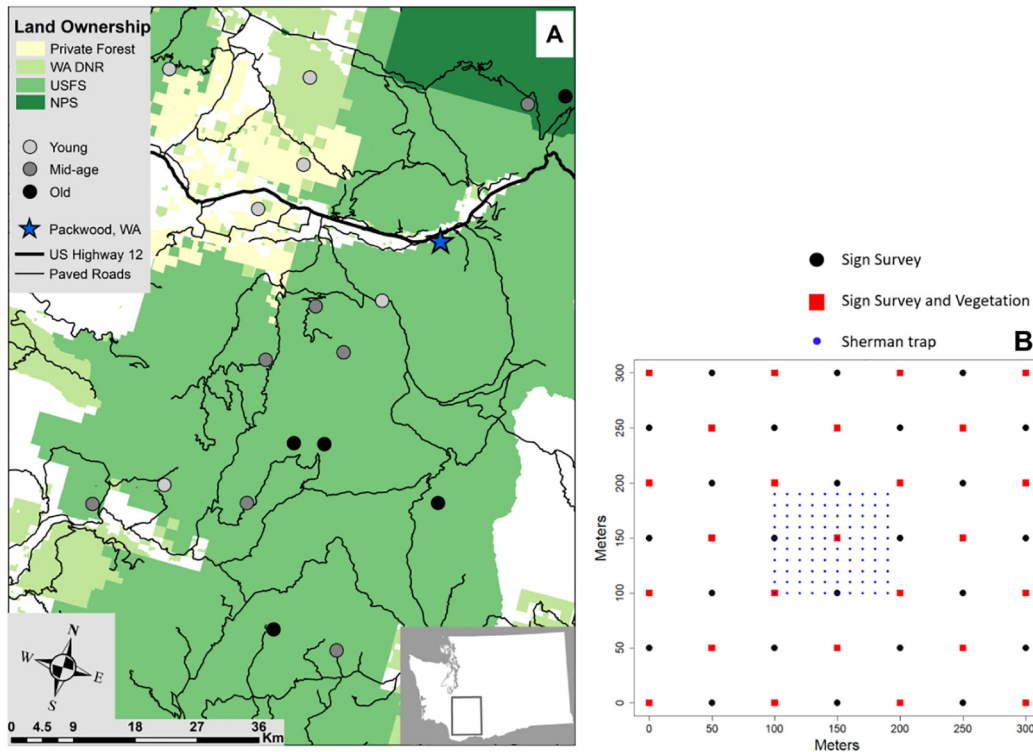 Land Ownership
Private Forest
WA DNR
USFS
NPS
Young
Mid-age
Old
Packwood, WA
US Highway 12
Paved Roads
A
N
W
E
S
0 4.5 9 18 27 36
Km
Sign Survey
Sign Survey and Vegetation
Sherman trap
B
300
250
200
150
100
50
0
Meters
0 50 100 150 200 250 300
Meters